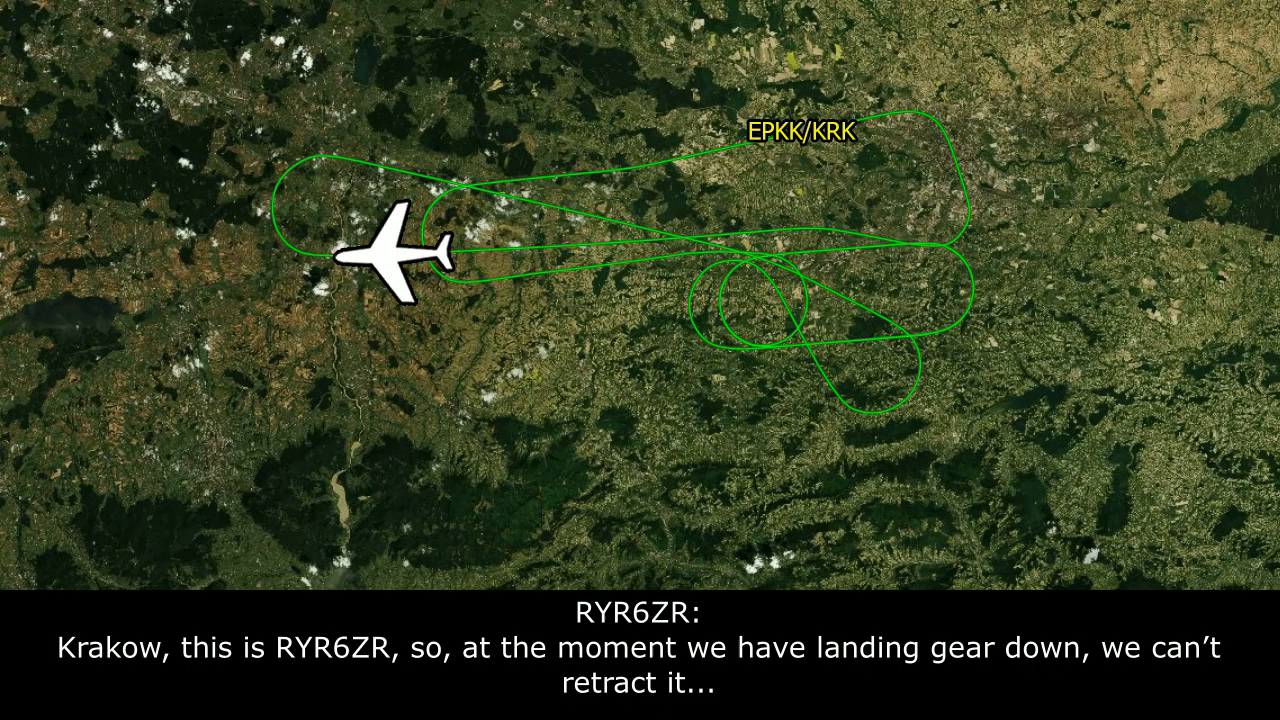 EPKK/KRK
RYR6ZR:
Krakow, this is RYR6ZR, so, at the moment we have landing gear down, we can’t
retract it...